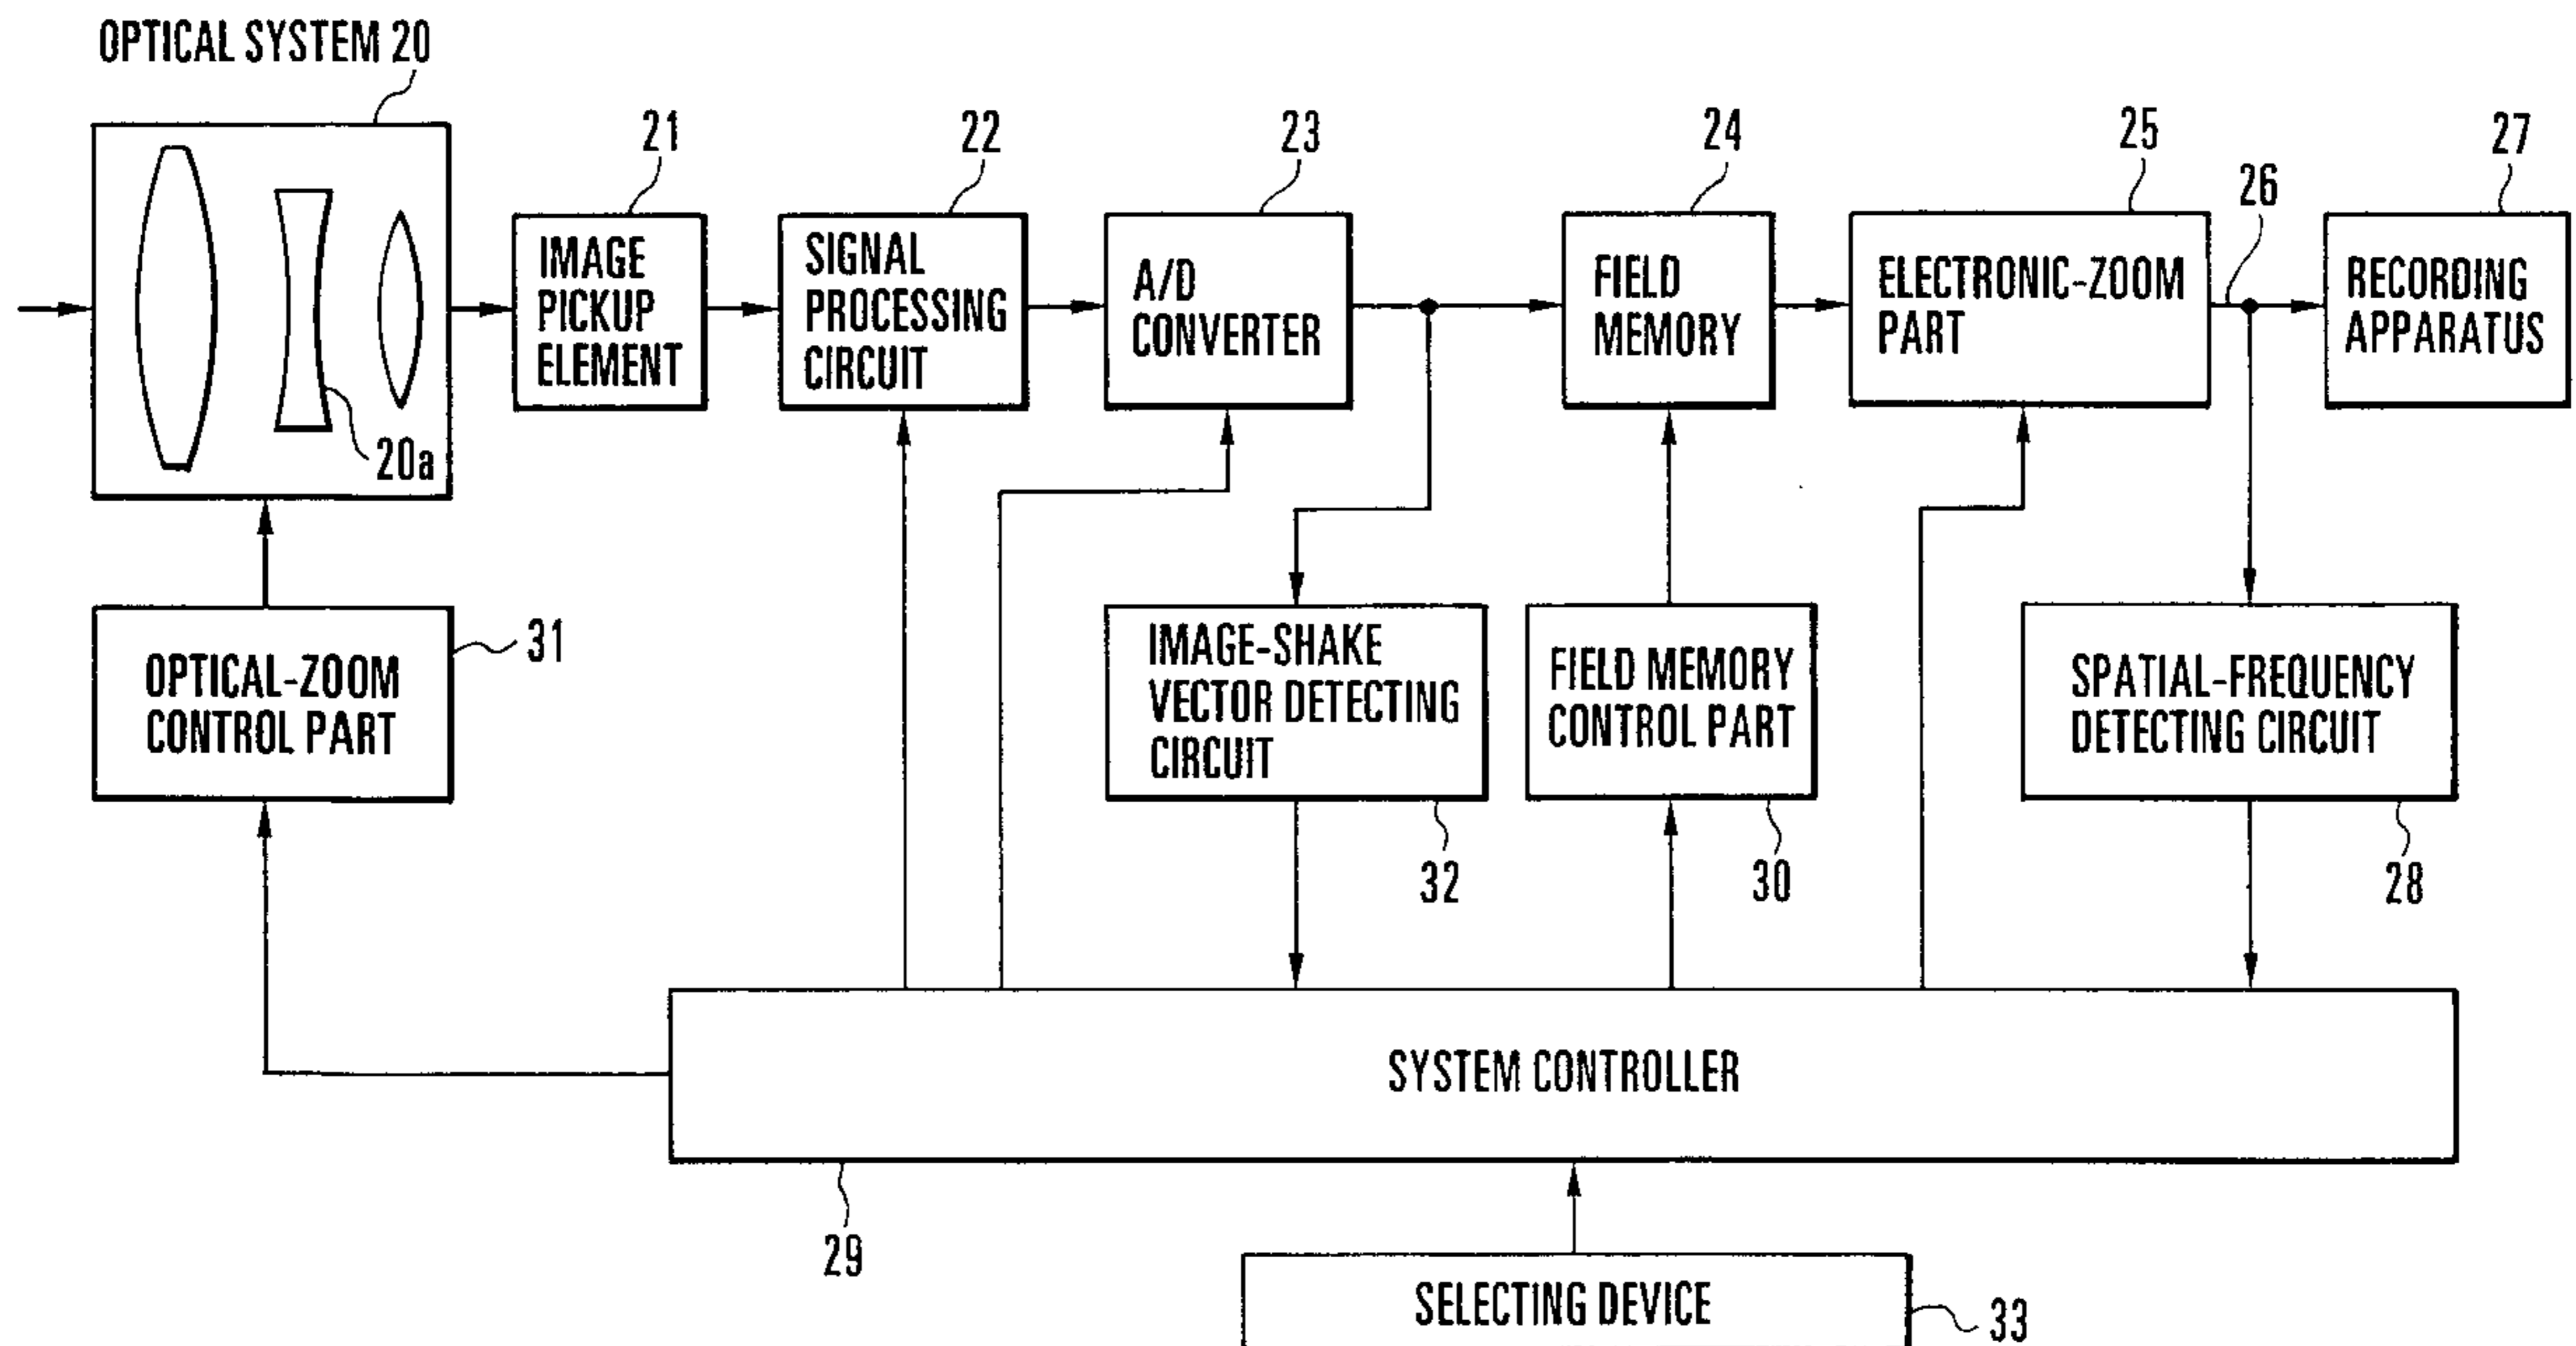 OPTICAL SYSTEM 20
21
22
23
24
25
26
27
IMAGE
PICKUP
ELEMENT
SIGNAL
PROCESSING
CIRCUIT
A/D
CONVERTER
FIELD
MEMORY
ELECTRONIC-ZOOM
PART
RECORDING
APPARATUS
20a
OPTICAL-ZOOM
CONTROL PART
31
IMAGE-SHAKE
VECTOR DETECTING
CIRCUIT
32
FIELD MEMORY
CONTROL PART
30
SPATIAL-FREQUENCY
DETECTING CIRCUIT
28
SYSTEM CONTROLLER
29
SELECTING DEVICE
33